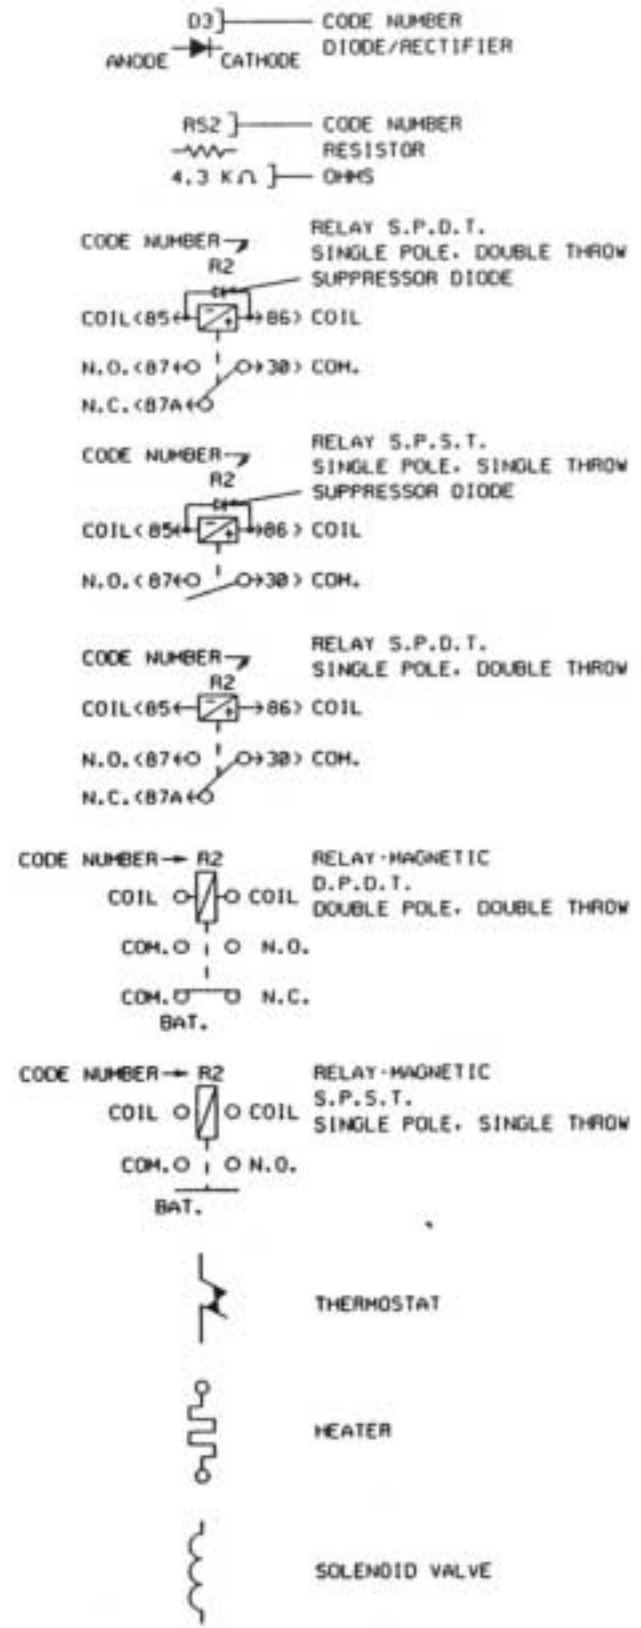 D3 CODE NUMBER
ANODE CATHODE DIODE/RECTIFIER
RS2 CODE NUMBER
RESISTOR
4.3 KΩ OHMS
RELAY S.P.D.T.
CODE NUMBER SINGLE POLE, DOUBLE THROW
R2 SUPPRESSOR DIODE
COIL<85 - + 86> COIL
N.O.<87 30> COM.
N.C.<87A
RELAY S.P.S.T.
CODE NUMBER SINGLE POLE, SINGLE THROW
R2 SUPPRESSOR DIODE
COIL<85 - + 86> COIL
N.O.<87 30> COM.
RELAY S.P.D.T.
CODE NUMBER SINGLE POLE, DOUBLE THROW
R2
COIL<85 - + 86> COIL
N.O.<87 30> COM.
N.C.<87A
CODE NUMBER R2 RELAY-MAGNETIC
D.P.D.T.
COIL COIL DOUBLE POLE, DOUBLE THROW
COM. N.O.
COM. N.C.
BAT.
CODE NUMBER R2 RELAY-MAGNETIC
S.P.S.T.
COIL COIL SINGLE POLE, SINGLE THROW
COM. N.O.
BAT.
THERMOSTAT
HEATER
SOLENOID VALVE